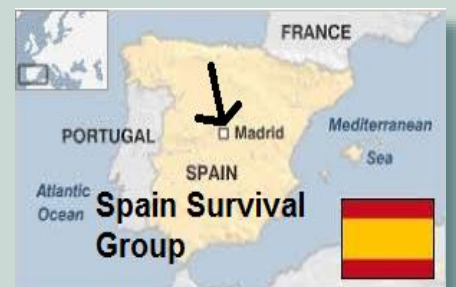 FRANCE
PORTUGAL
Madrid
Mediterranean
Sea
SPAIN
Atlantic
Ocean
Spain Survival
Group